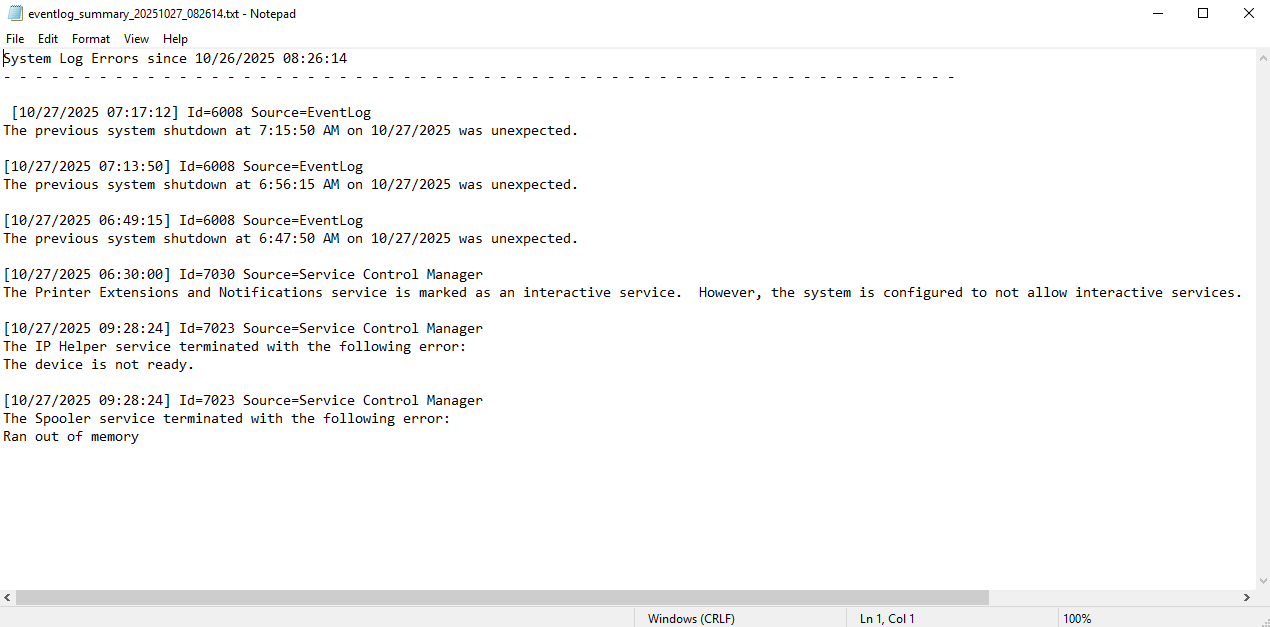 eventlog_summary_20251027_082614.txt - Notepad
File Edit Format View Help
System Log Errors since 10/26/2025 08:26:14
- - - - - - - - - - - - - - - - - - - - - - - - - - - - - - - - - - - - - - - - - - - - - - - - - - - - - - - - - - - -
[10/27/2025 07:17:12] Id=6008 Source=EventLog
The previous system shutdown at 7:15:50 AM on 10/27/2025 was unexpected.
[10/27/2025 07:13:50] Id=6008 Source=EventLog
The previous system shutdown at 6:56:15 AM on 10/27/2025 was unexpected.
[10/27/2025 06:49:15] Id=6008 Source=EventLog
The previous system shutdown at 6:47:50 AM on 10/27/2025 was unexpected.
[10/27/2025 06:30:00] Id=7030 Source=Service Control Manager
The Printer Extensions and Notifications service is marked as an interactive service.  However, the system is configured to not allow interactive services.
[10/27/2025 09:28:24] Id=7023 Source=Service Control Manager
The IP Helper service terminated with the following error:
The device is not ready.
[10/27/2025 09:28:24] Id=7023 Source=Service Control Manager
The Spooler service terminated with the following error:
Ran out of memory
Windows (CRLF) Ln 1, Col 1 100%